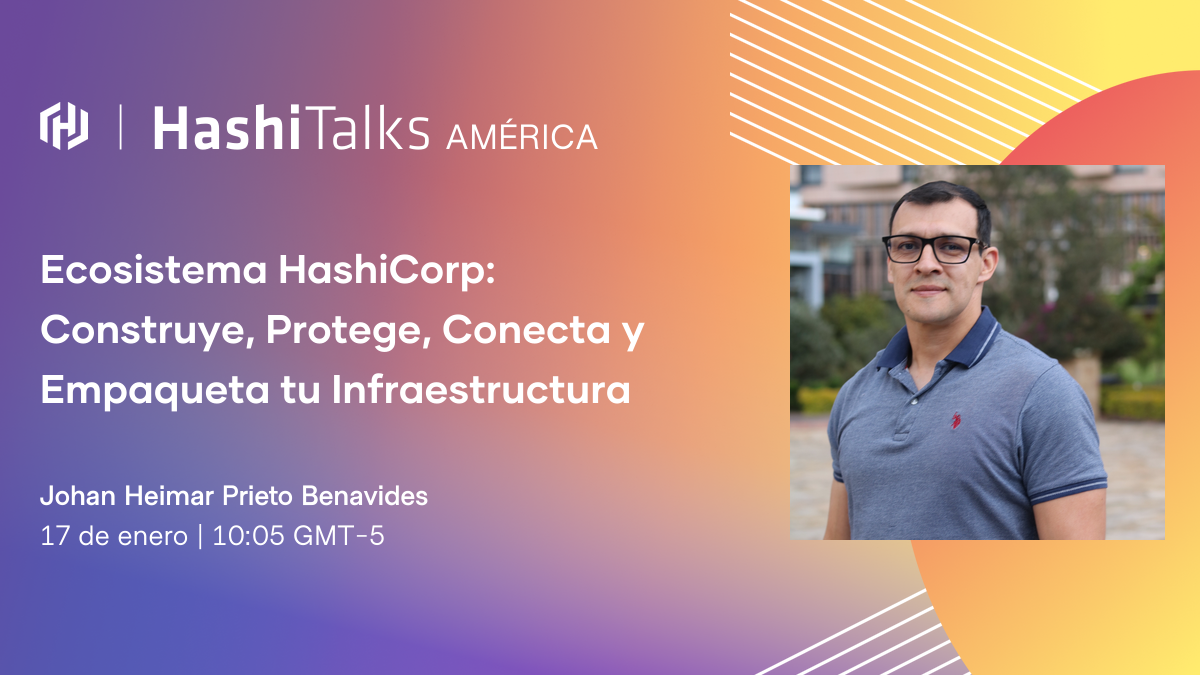 HashiTalks AMÉRICA
Ecosistema HashiCorp:
Construye, Protege, Conecta y
Empaqueta tu Infraestructura
Johan Heimar Prieto Benavides
17 de enero | 10:05 GMT-5